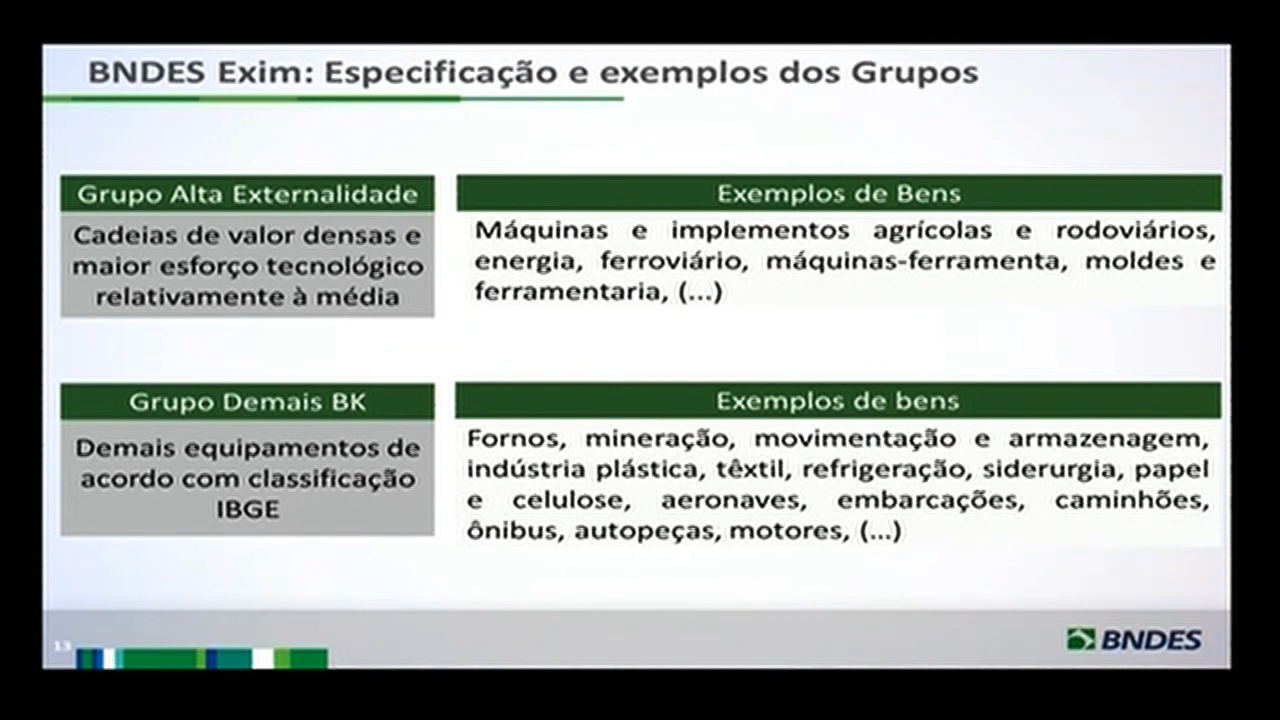 BNDES Exim: Especificação e exemplos dos Grupos
Grupo Alta Externalidade
Cadeias de valor densas e
maior esforço tecnológico
relativamente à média
Exemplos de Bens
Máquinas e implementos agrícolas e rodoviários,
energia, ferroviário, máquinas-ferramenta, moldes e
ferramentaria, (...)
Grupo Demais BK
Demais equipamentos de
acordo com classificação
IBGE
Exemplos de bens
Fornos, mineração, movimentação e armazenagem,
indústria plástica, têxtil, refrigeração, siderurgia, papel
e celulose, aeronaves, embarcações, caminhões,
ônibus, autopeças, motores, (...)
13
BNDES